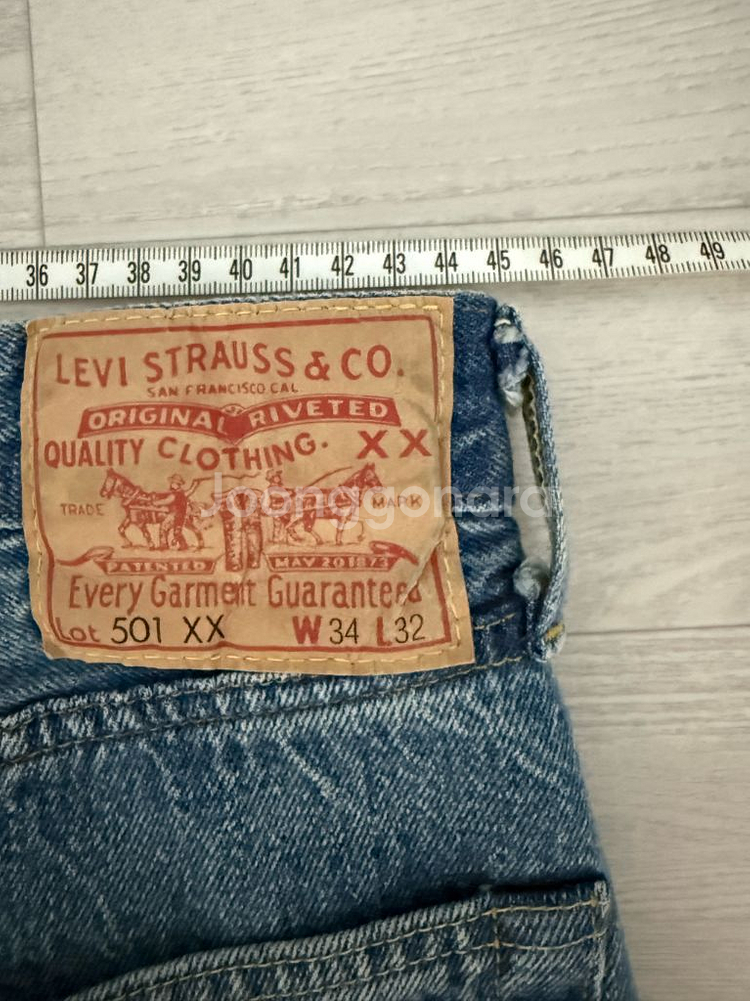 36 37 38 39 40 41 42 43 44 45 46 47 48 49
LEVI STRAUSS & CO.
SAN FRANCISCO CAL
ORIGINAL RIVETED
QUALITY CLOTHING. XX
TRADE MARK
Joonggonara
PATENTED MAY 20 1873
Every Garment Guaranteed
Lot 501 XX W 34 L 32